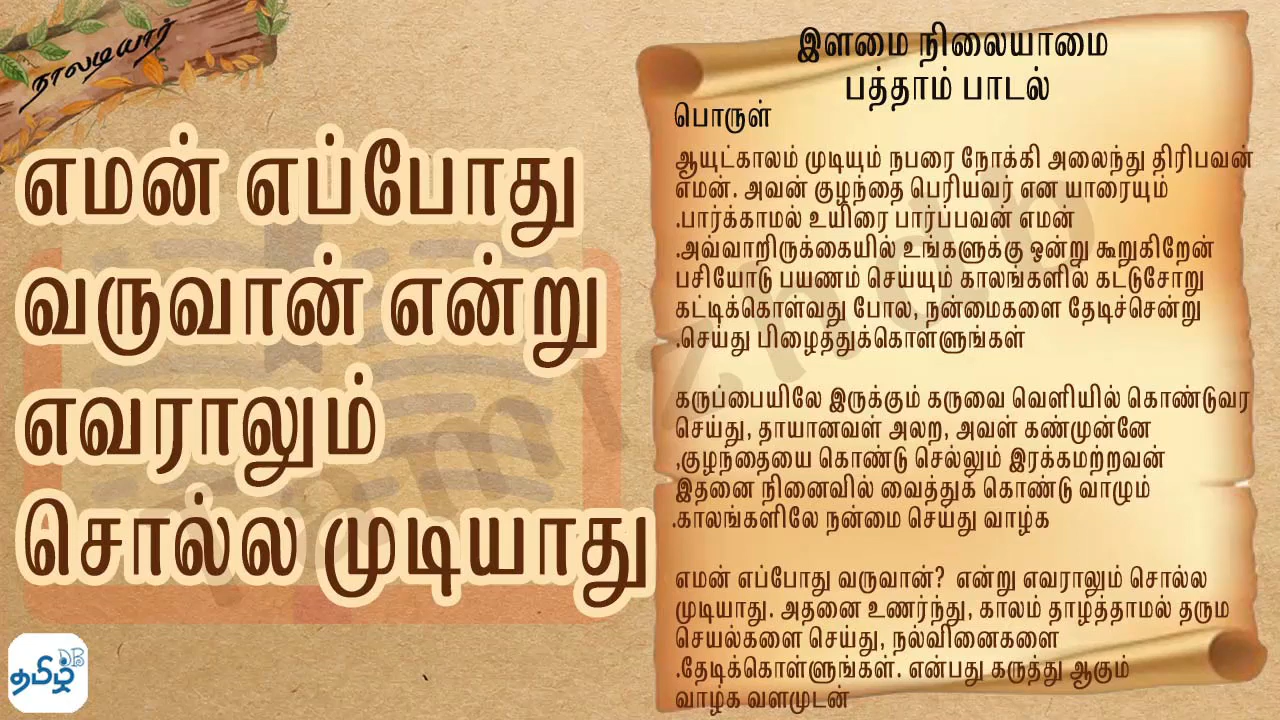 நாலடியார்
எமன் எப்போது
வருவான் என்று
எவராலும்
சொல்ல முடியாது
இளமை நிலையாமை
பத்தாம் பாடல்
பொருள்
ஆயுட்காலம் முடியும் நபரை நோக்கி அலைந்து திரிபவன்
எமன். அவன் குழந்தை பெரியவர் என யாரையும்
.பார்க்காமல் உயிரை பார்ப்பவன் எமன்
.அவ்வாறிருக்கையில் உங்களுக்கு ஒன்று கூறுகிறேன்
பசியோடு பயணம் செய்யும் காலங்களில் கட்டுசோறு
கட்டிக்கொள்வது போல, நன்மைகளை தேடிச்சென்று
.செய்து பிழைத்துக்கொள்ளுங்கள்
கருப்பையிலே இருக்கும் கருவை வெளியில் கொண்டுவர
செய்து, தாயானவள் அலற, அவள் கண்முன்னே
,குழந்தையை கொண்டு செல்லும் இரக்கமற்றவன்
இதனை நினைவில் வைத்துக் கொண்டு வாழும்
.காலங்களிலே நன்மை செய்து வாழ்க
எமன் எப்போது வருவான்? என்று எவராலும் சொல்ல
முடியாது. அதனை உணர்ந்து, காலம் தாழ்த்தாமல் தரும
செயல்களை செய்து, நல்வினைகளை
.தேடிக்கொள்ளுங்கள். என்பது கருத்து ஆகும்
வாழ்க வளமுடன்
தமிழ் DB